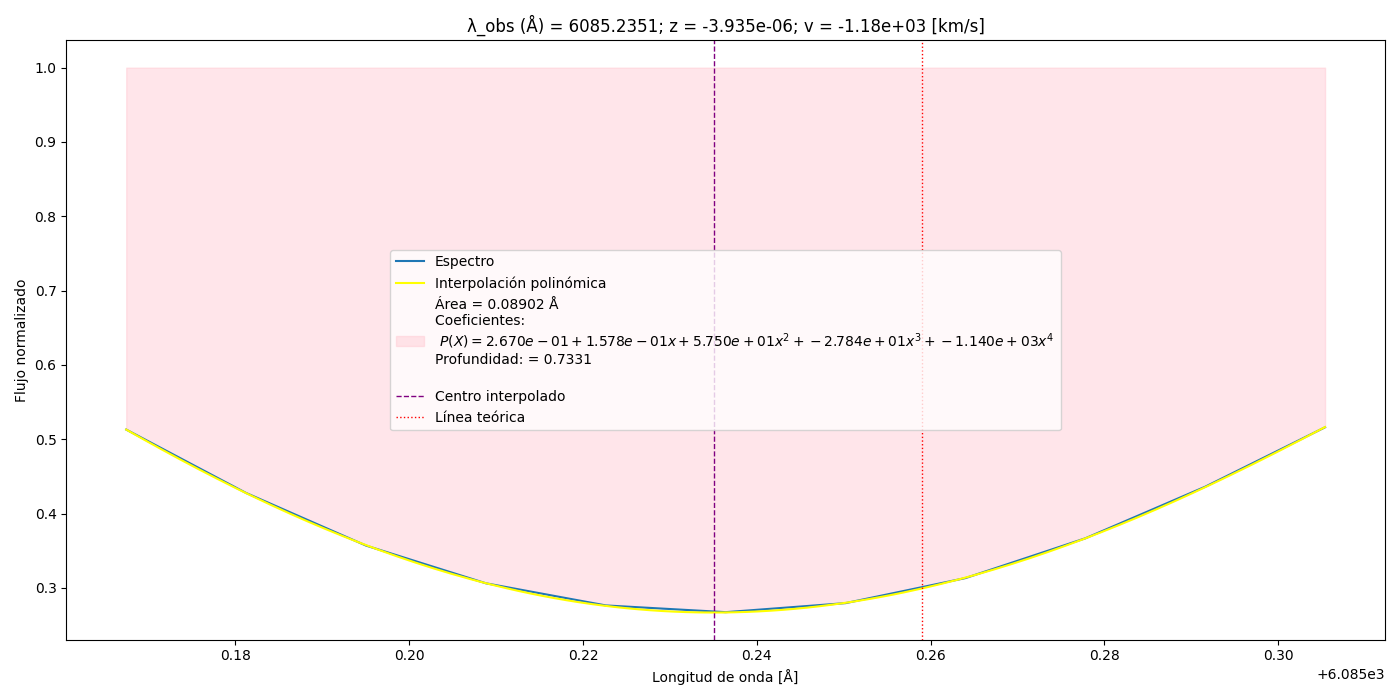 λ_obs (Å) = 6085.2351; z = -3.935e-06; v = -1.18e+03 [km/s]
Flujo normalizado
1.0
0.9
0.8
0.7
0.6
0.5
0.4
0.3
Espectro
Interpolación polinómica
Área = 0.08902 Å
Coeficientes:
P(X) = 2.670e − 01 + 1.578e − 01x + 5.750e + 01x² + −2.784e + 01x³ + −1.140e + 03x⁴
Profundidad: = 0.7331
Centro interpolado
Línea teórica
0.18 0.20 0.22 0.24 0.26 0.28 0.30
+6.085e3
Longitud de onda [Å]